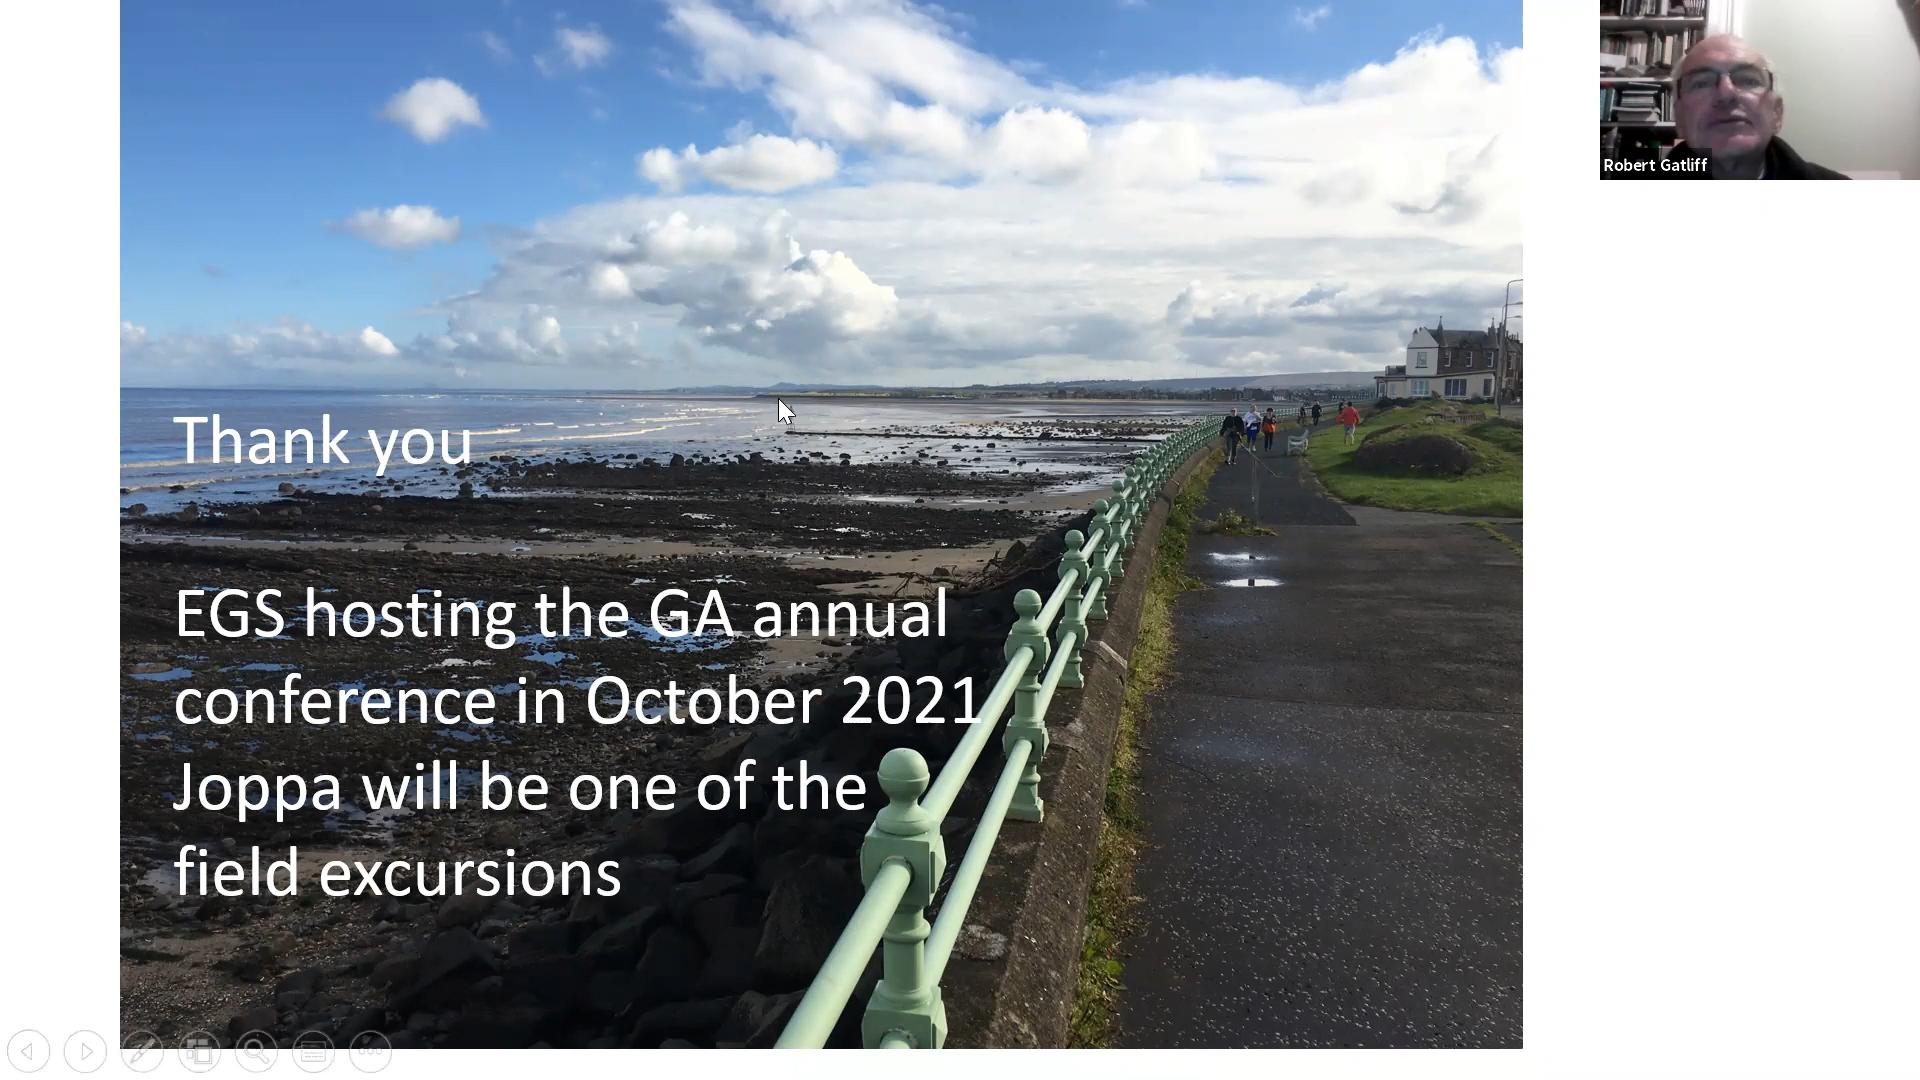 Thank you
EGS hosting the GA annual
conference in October 2021
Joppa will be one of the
field excursions
Robert Gatliff